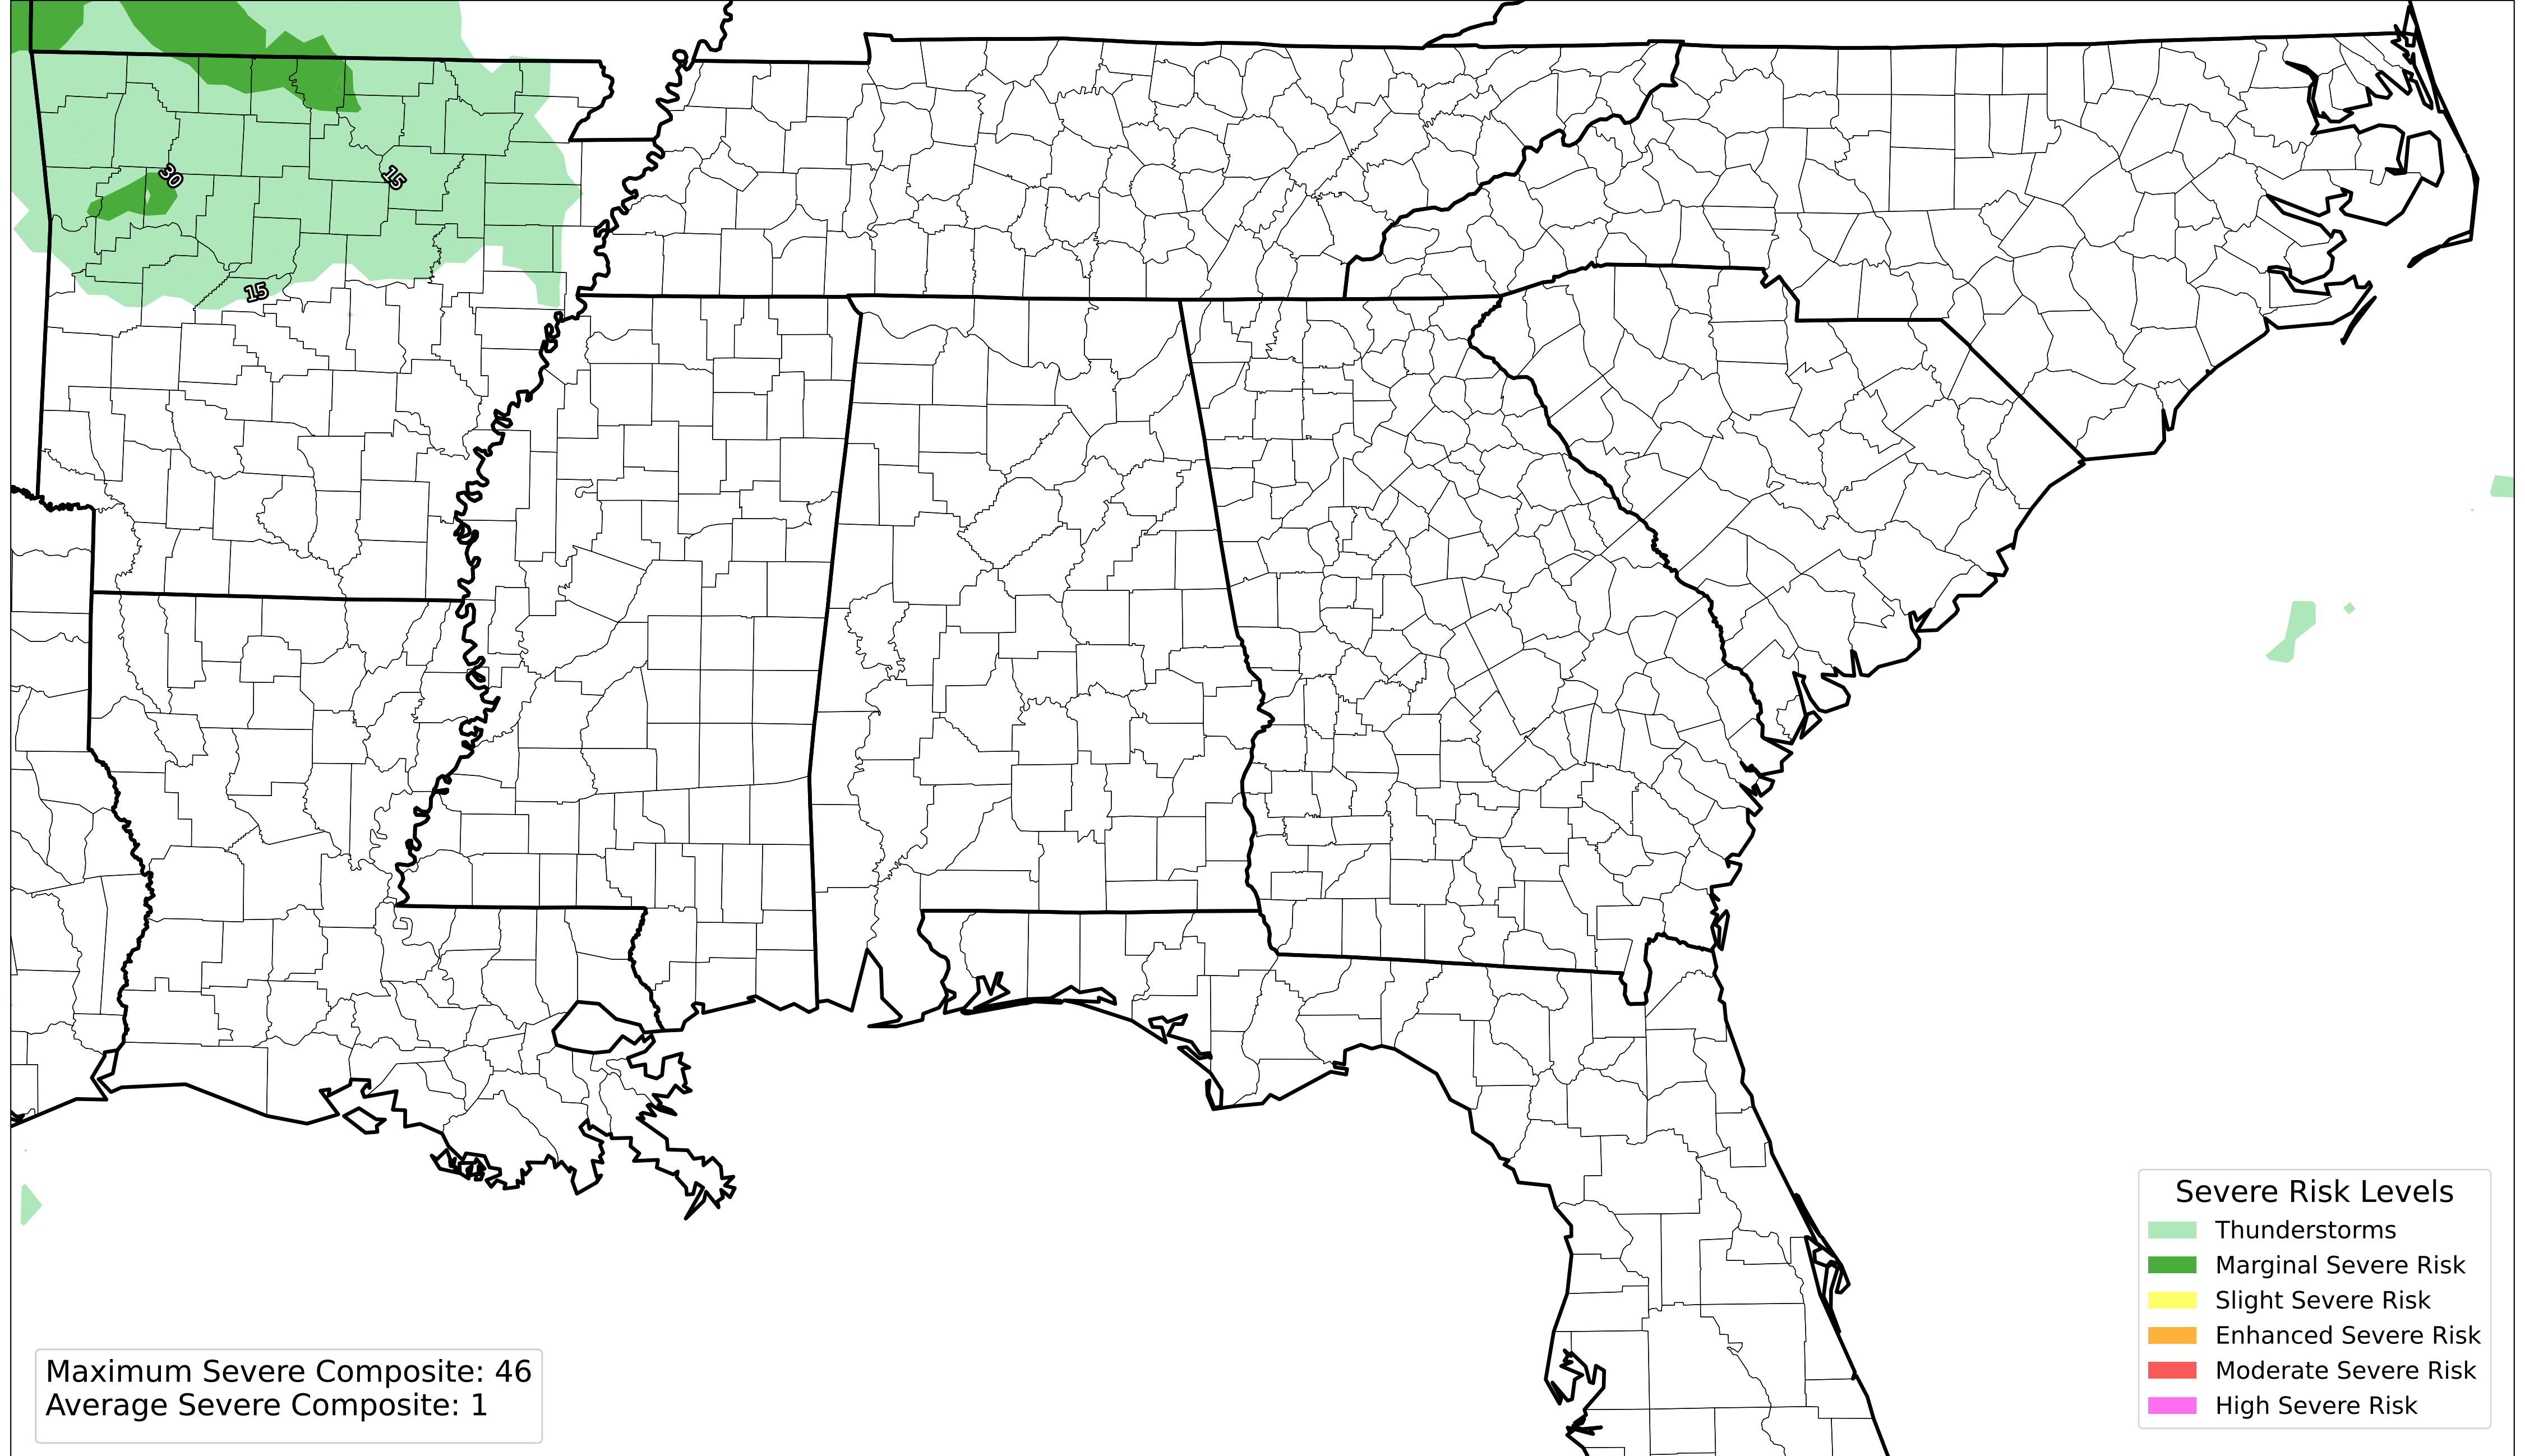 30
15
15
Severe Risk Levels
Thunderstorms
Marginal Severe Risk
Slight Severe Risk
Enhanced Severe Risk
Moderate Severe Risk
High Severe Risk
Maximum Severe Composite: 46
Average Severe Composite: 1